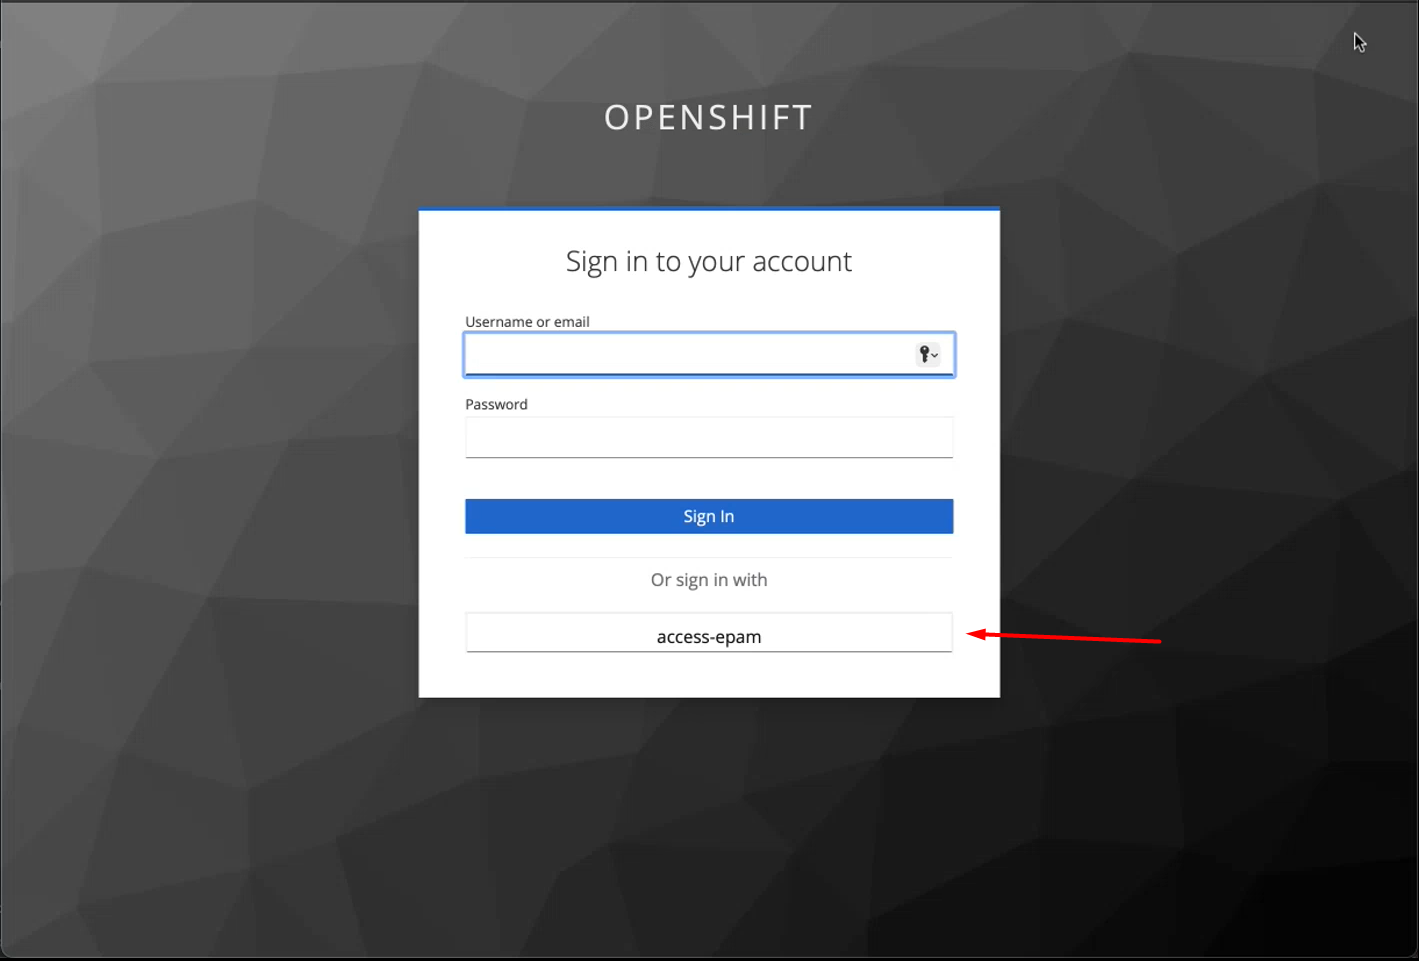 OPENSHIFT
Sign in to your account
Username or email
Password
Sign In
Or sign in with
access-epam